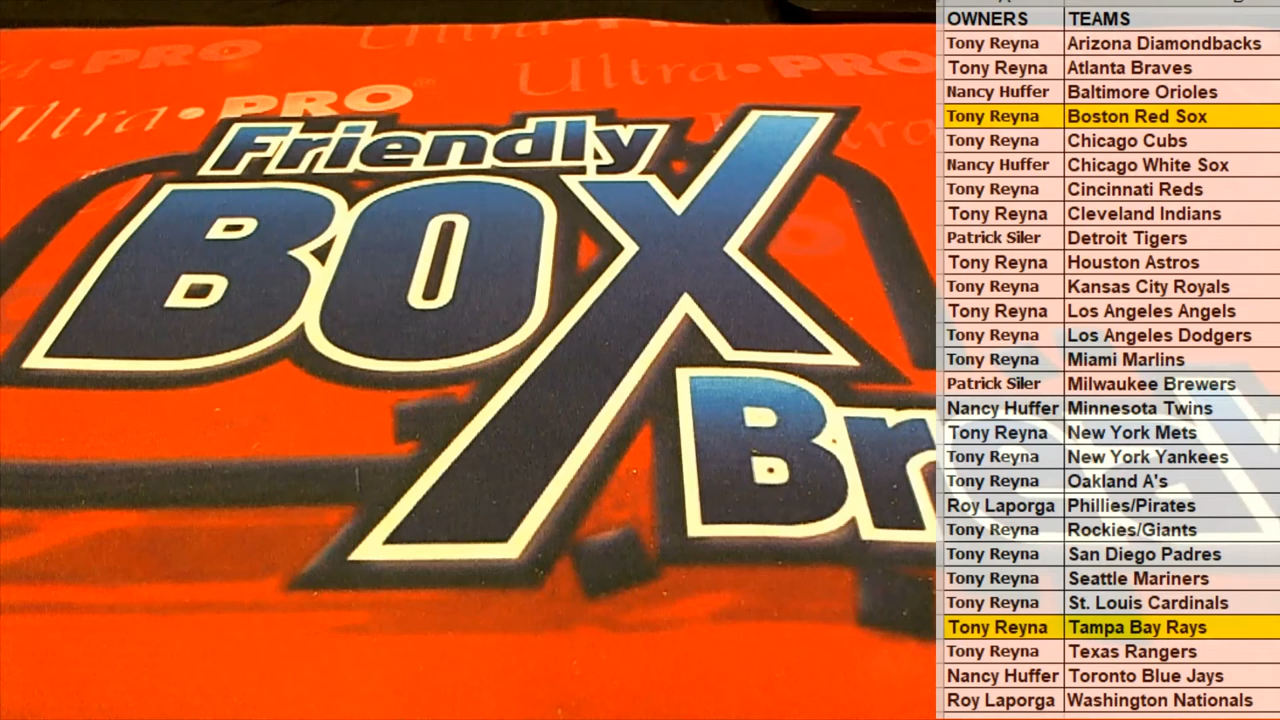 Ultra•PRO
Ultra•PRO
Ultra•PRO
Friendly
BOX
Br
OWNERS TEAMS
Tony Reyna Arizona Diamondbacks
Tony Reyna Atlanta Braves
Nancy Huffer Baltimore Orioles
Tony Reyna Boston Red Sox
Tony Reyna Chicago Cubs
Nancy Huffer Chicago White Sox
Tony Reyna Cincinnati Reds
Tony Reyna Cleveland Indians
Patrick Siler Detroit Tigers
Tony Reyna Houston Astros
Tony Reyna Kansas City Royals
Tony Reyna Los Angeles Angels
Tony Reyna Los Angeles Dodgers
Tony Reyna Miami Marlins
Patrick Siler Milwaukee Brewers
Nancy Huffer Minnesota Twins
Tony Reyna New York Mets
Tony Reyna New York Yankees
Tony Reyna Oakland A's
Roy Laporga Phillies/Pirates
Tony Reyna Rockies/Giants
Tony Reyna San Diego Padres
Tony Reyna Seattle Mariners
Tony Reyna St. Louis Cardinals
Tony Reyna Tampa Bay Rays
Tony Reyna Texas Rangers
Nancy Huffer Toronto Blue Jays
Roy Laporga Washington Nationals